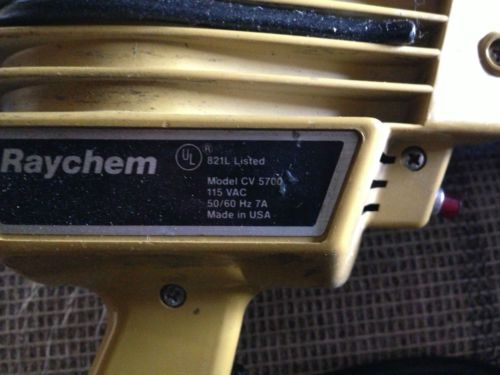 Raychem
UL ®
821L Listed
Model CV 5700
115 VAC
50/60 Hz 7A
Made in USA